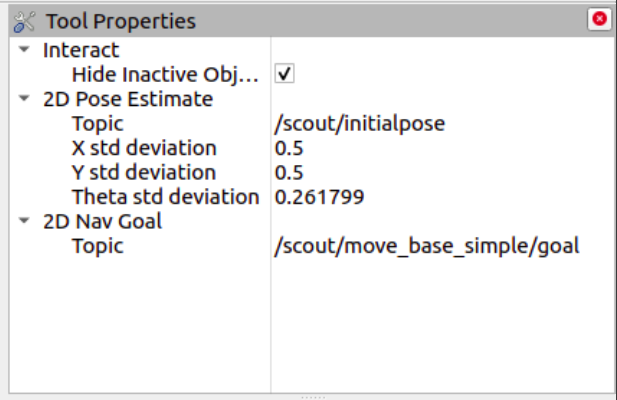 Tool Properties
Interact
Hide Inactive Obj...
2D Pose Estimate
Topic /scout/initialpose
X std deviation 0.5
Y std deviation 0.5
Theta std deviation 0.261799
2D Nav Goal
Topic /scout/move_base_simple/goal